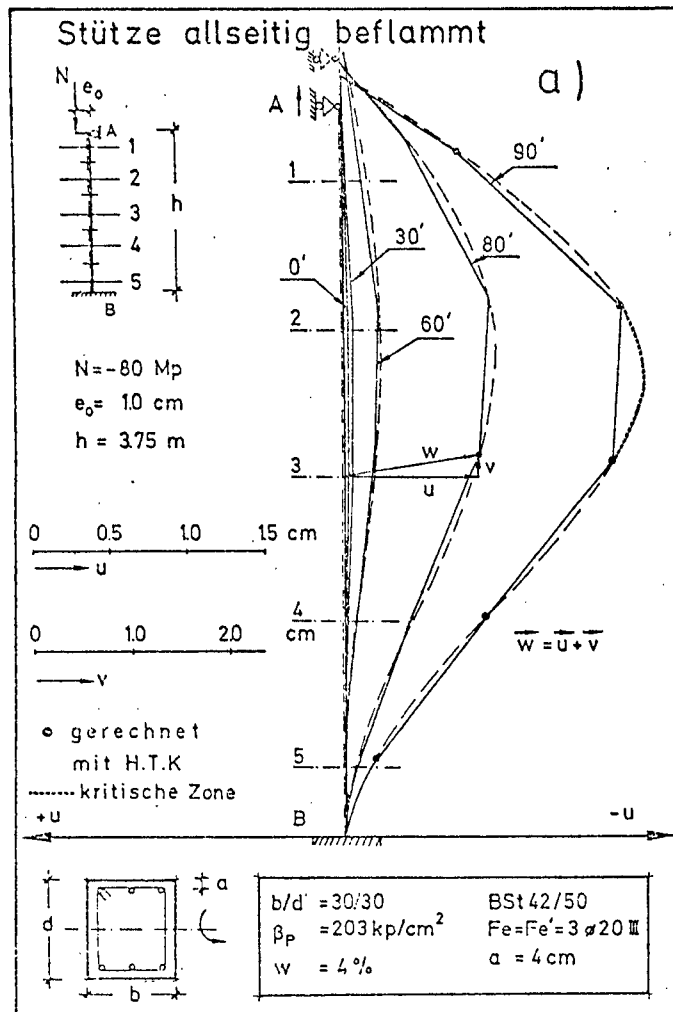 Stütze allseitig beflammt
a)
N
e₀
A
1
2
3
4
5
B
h
N=-80 Mp
e₀= 1.0 cm
h = 3.75 m
0 0.5 1.0 1.5 cm
u
cm
0 1.0 2.0
v
gerechnet
mit H.T.K
kritische Zone
A
1
2
3
4
5
B
0'
30'
60'
80'
90'
w
u
v
w = u + v
+u
-u
a
d
b
b/d = 30/30
βP = 203 kp/cm²
w = 4%
BSt 42/50
Fe=Fe'= 3 ø 20 III
a = 4 cm